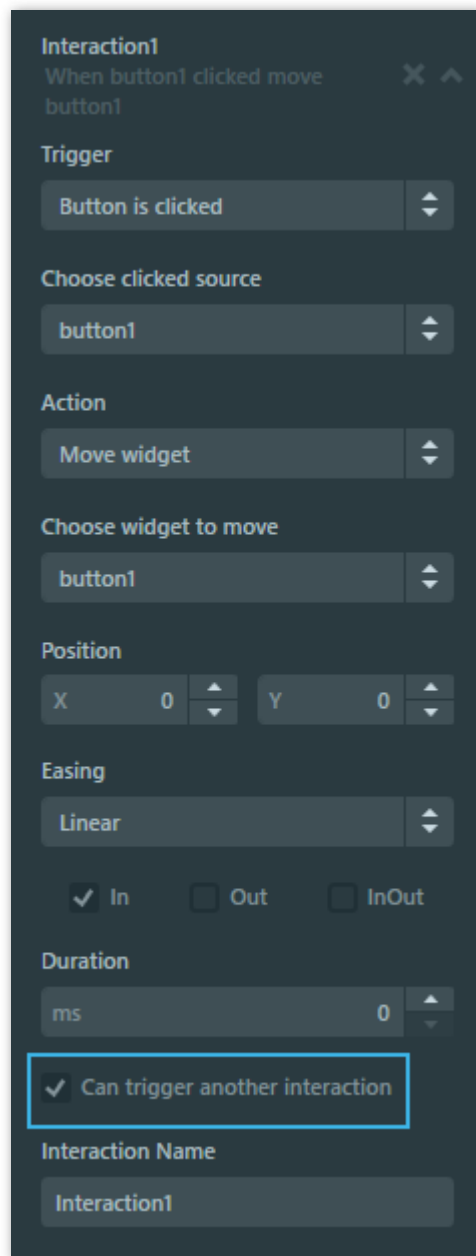 Interaction1
When button1 clicked move
button1
Trigger
Button is clicked
Choose clicked source
button1
Action
Move widget
Choose widget to move
button1
Position
X 0 Y 0
Easing
Linear
In Out InOut
Duration
ms 0
Can trigger another interaction
Interaction Name
Interaction1